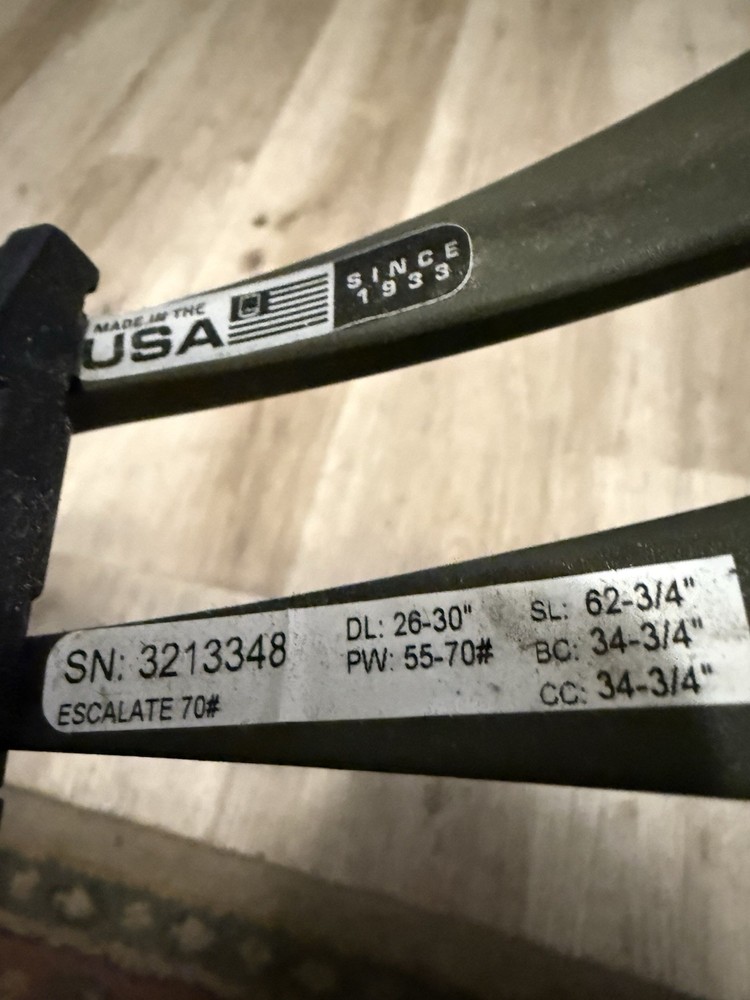 MADE IN THE
USA
SINCE
1933
SN: 3213348
ESCALATE 70#
DL: 26-30"
PW: 55-70#
SL: 62-3/4"
BC: 34-3/4"
CC: 34-3/4"